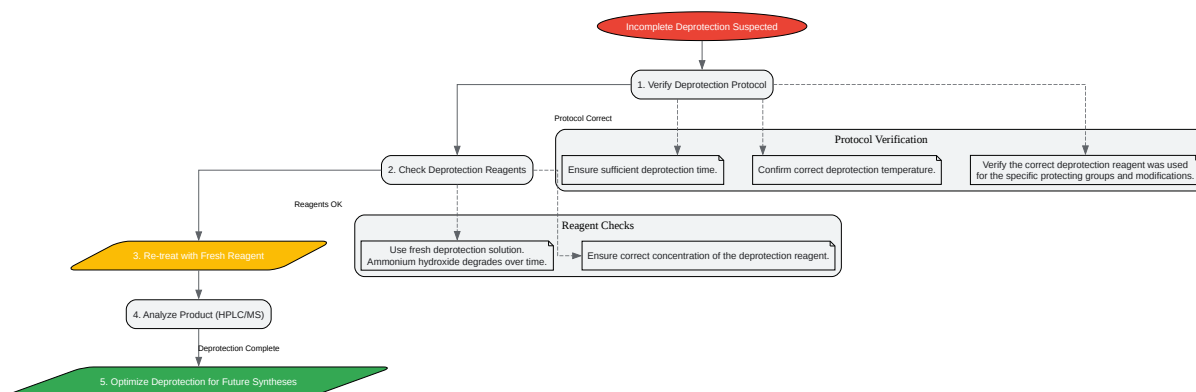 Incomplete Deprotection Suspected
1. Verify Deprotection Protocol
Protocol Correct
Protocol Verification
Ensure sufficient deprotection time.
Confirm correct deprotection temperature.
Verify the correct deprotection reagent was used
for the specific protecting groups and modifications.
2. Check Deprotection Reagents
Reagents OK
Reagent Checks
Use fresh deprotection solution.
Ammonium hydroxide degrades over time.
Ensure correct concentration of the deprotection reagent.
3. Re-treat with Fresh Reagent
4. Analyze Product (HPLC/MS)
Deprotection Complete
5. Optimize Deprotection for Future Syntheses